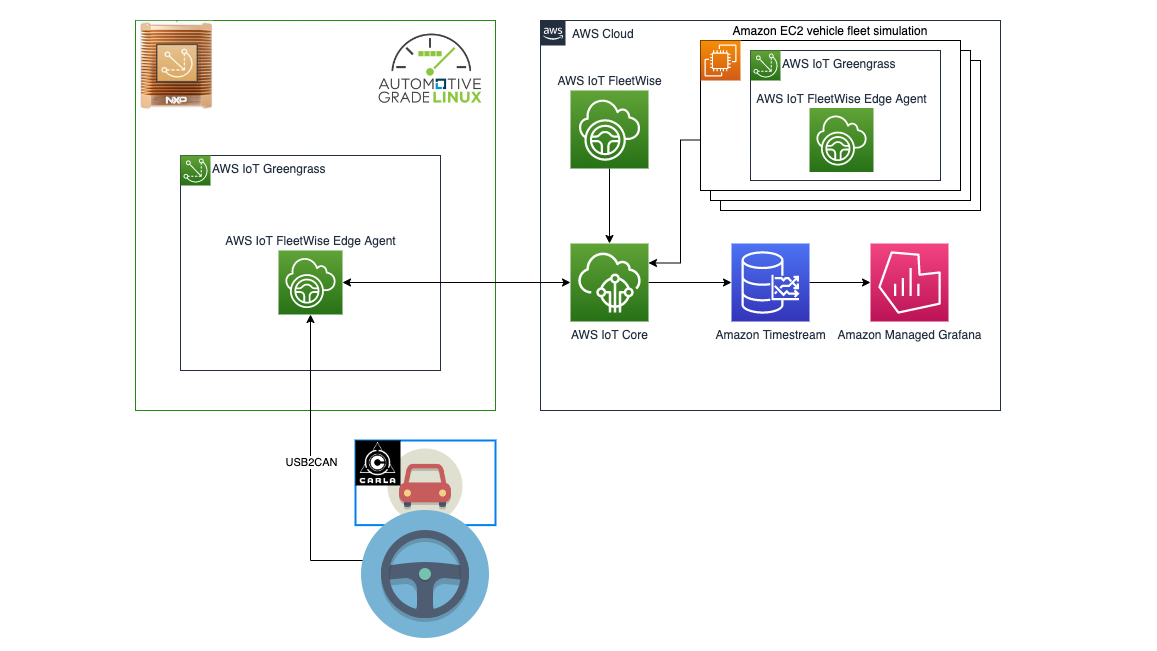 NXP
AUTOMOTIVE
GRADE LINUX
AWS IoT Greengrass
AWS IoT FleetWise Edge Agent
USB2CAN
CARLA
aws
AWS Cloud
AWS IoT FleetWise
Amazon EC2 vehicle fleet simulation
AWS IoT Greengrass
AWS IoT FleetWise Edge Agent
AWS IoT Core
Amazon Timestream
Amazon Managed Grafana